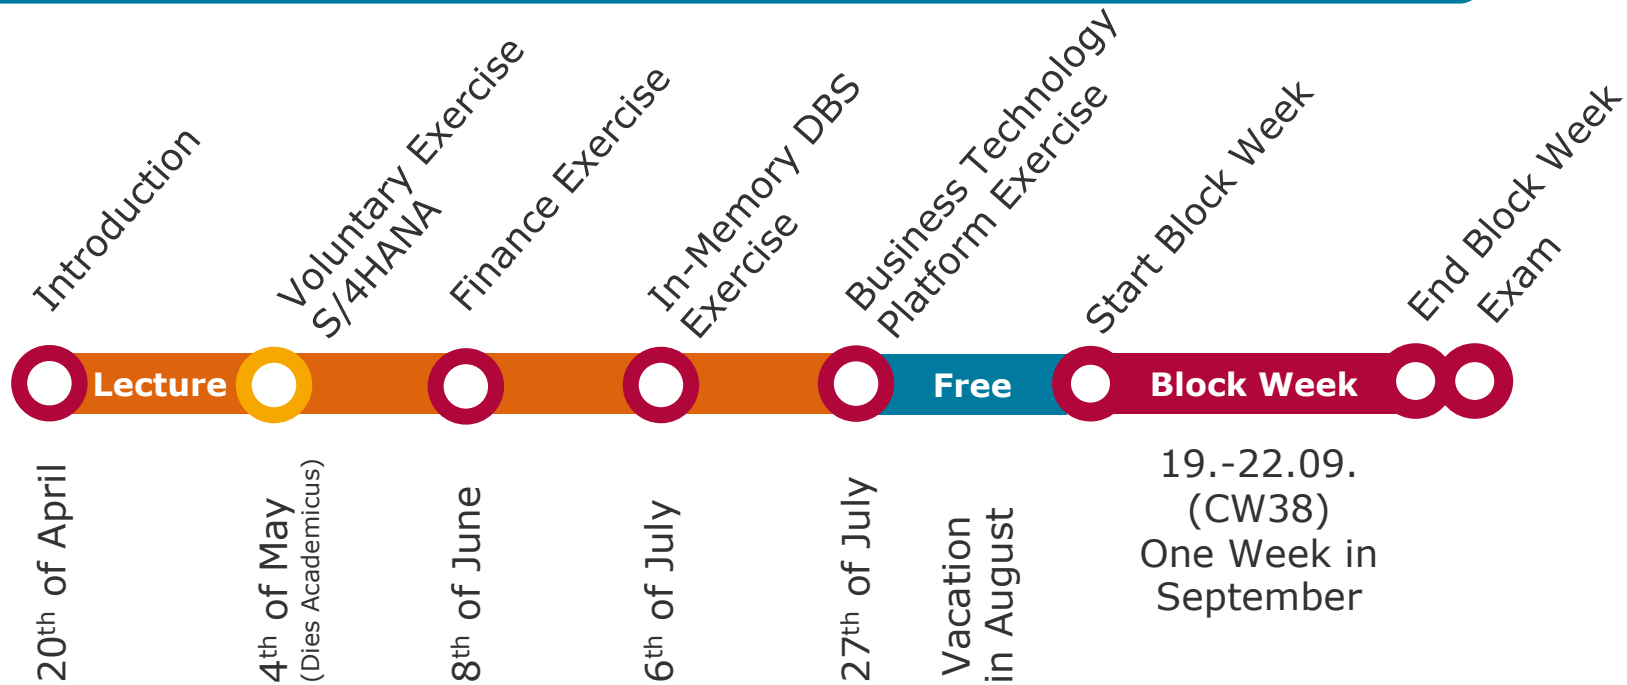 Introduction
Voluntary Exercise
S/4HANA
Finance Exercise
In-Memory DBS
Exercise
Business Technology
Platform Exercise
Start Block Week
End Block Week
Exam
Lecture
Free
Block Week
20th of April
4th of May
(Dies Academicus)
8th of June
6th of July
27th of July
Vacation
in August
19.-22.09.
(CW38)
One Week in
September